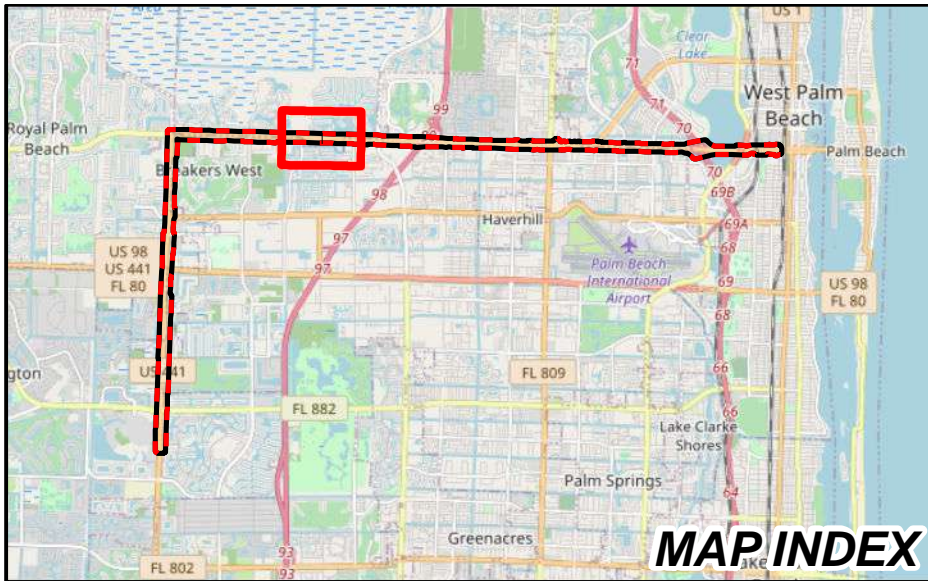 Area
US 1
Clear
Lake
71
71
99
West Palm
Beach
Royal Palm
Beach
70
Palm Beach
Breakers West
70
98
69B
Haverhill
69A
97
68
US 98
US 441
FL 80
97
Palm Beach
International
Airport
69
US 98
FL 80
68
gton
US 441
FL 809
66
FL 882
66
Lake Clarke
Shores
Palm Springs
64
Greenacres
93
93
FL 802
MAP INDEX